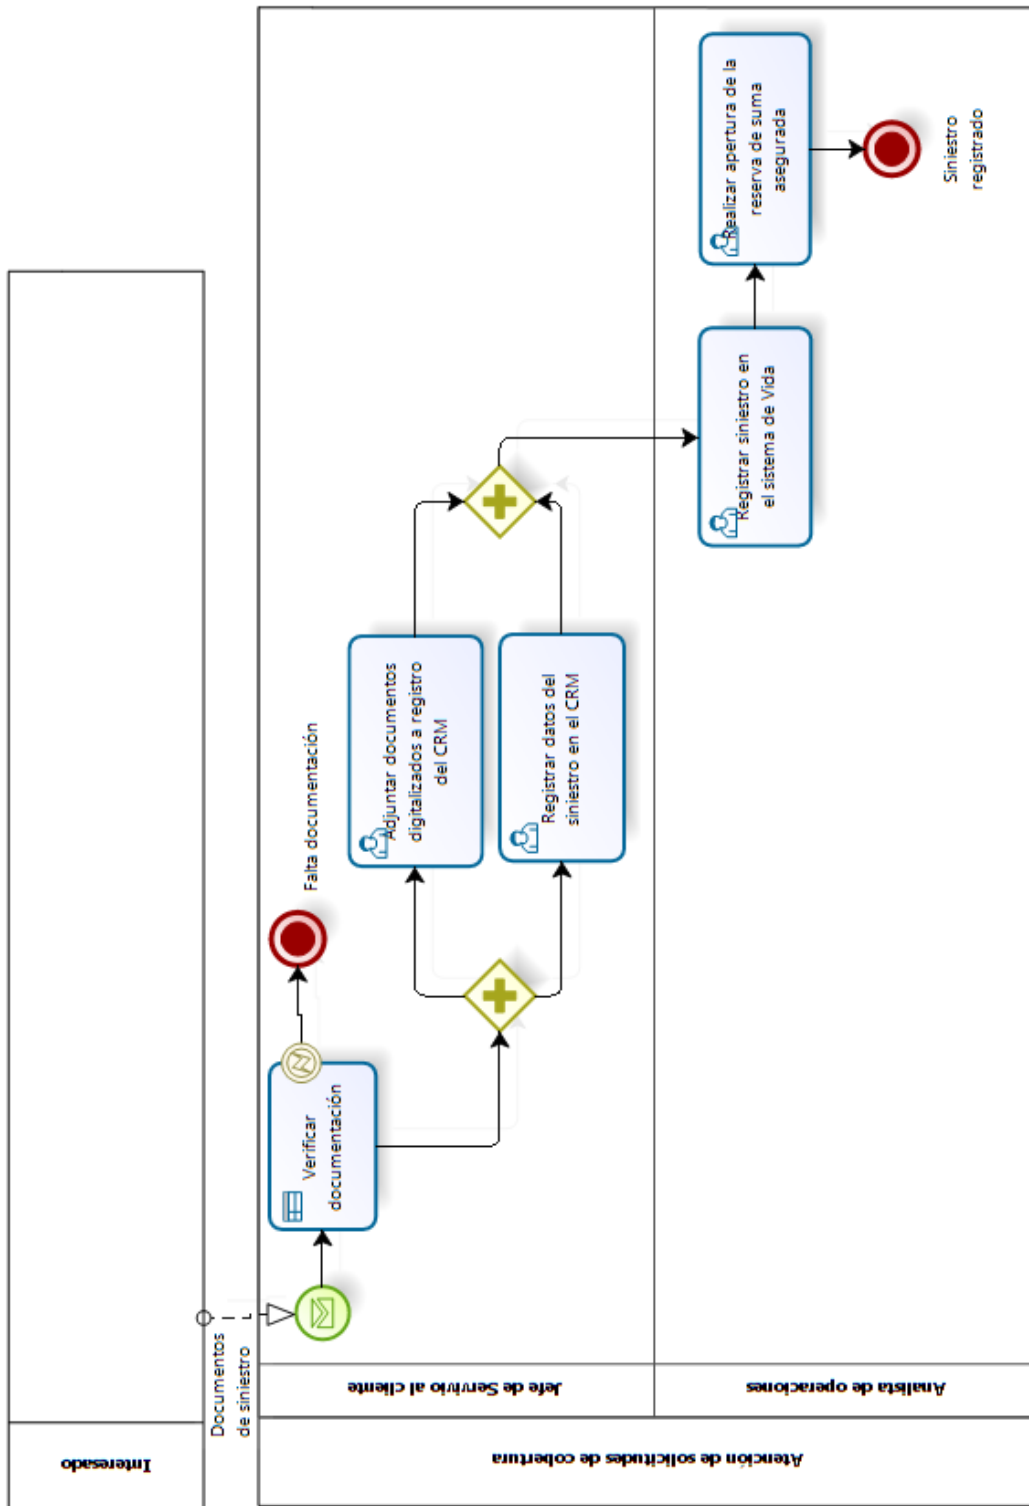 Interesado
Atención de solicitudes de cobertura
Jefe de Servivio al cliente
Analista de operaciones
Documentos
de siniestro
Verificar
documentación
Falta documentación
Adjuntar documentos
digitalizados a registro
del CRM
Registrar datos del
siniestro en el CRM
Registrar siniestro en
el sistema de Vida
Realizar apertura de la
reserva de suma
asegurada
Siniestro
registrado